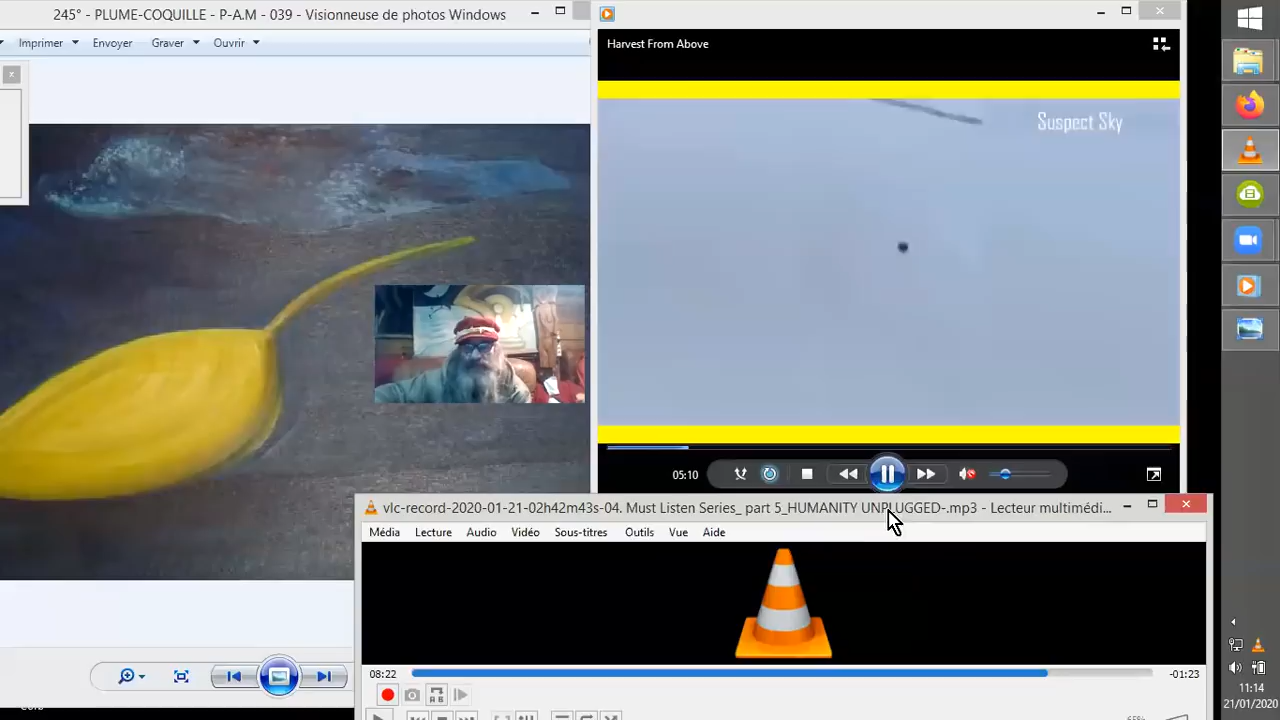 245° - PLUME-COQUILLE - P-A.M - 039 - Visionneuse de photos Windows
Imprimer Envoyer Graver Ouvrir
Harvest From Above
Suspect Sky
05:10
vlc-record-2020-01-21-02h42m43s-04. Must Listen Series_ part 5_HUMANITY UNPLUGGED-.mp3 - Lecteur multimédi...
Média Lecture Audio Vidéo Sous-titres Outils Vue Aide
08:22 -01:23
11:14
21/01/2020